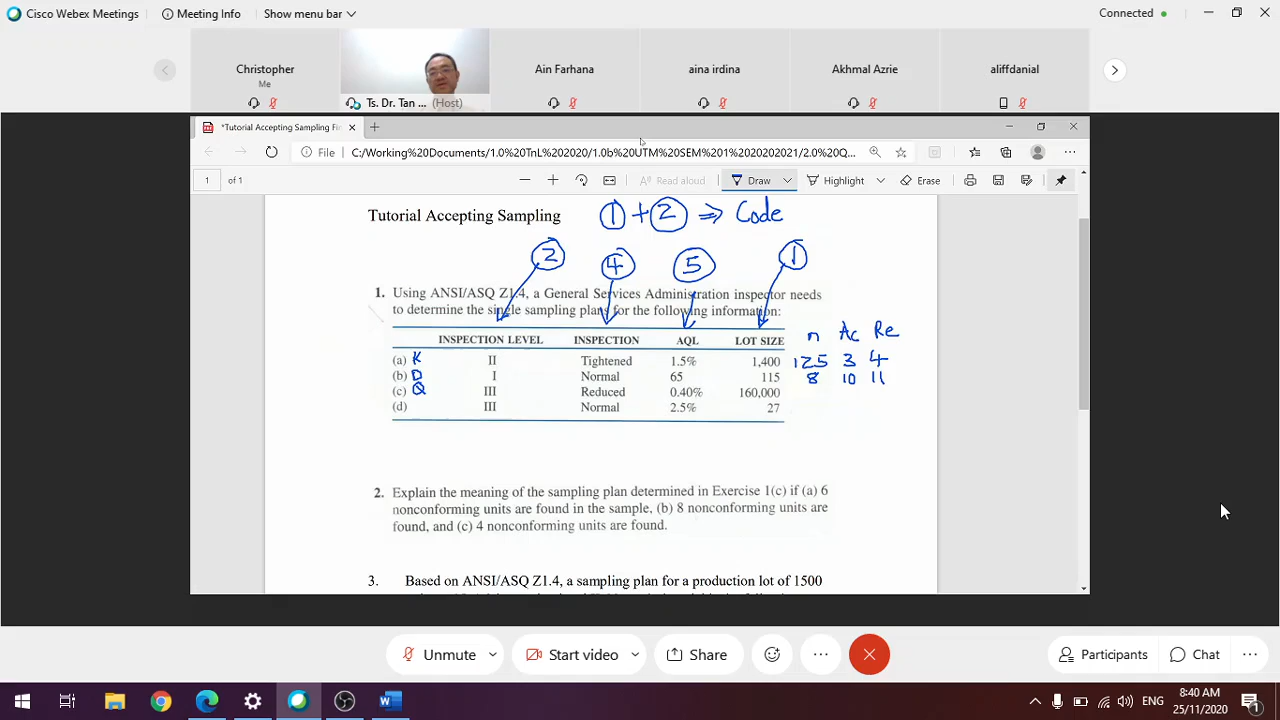 Cisco Webex Meetings
Meeting Info
Show menu bar
Connected
Christopher
Me
Ts. Dr. Tan ... (Host)
Ain Farhana
aina irdina
Akhmal Azrie
aliffdanial
*Tutorial Accepting Sampling Fin
File
C:/Working%20Documents/1.0%20TnL%202020/1.0b%20UTM%20SEM%201%2020202021/2.0%20Q...
1 of 1
Read aloud
Draw
Highlight
Erase
Tutorial Accepting Sampling 1 + 2 ⇒ Code
2 4 5 1
1. Using ANSI/ASQ Z1.4, a General Services Administration inspector needs
to determine the single sampling plans for the following information:
INSPECTION LEVEL INSPECTION AQL LOT SIZE n Ac Re
(a) K II Tightened 1.5% 1,400 125 3 4
(b) D I Normal 65 115 8 10 11
(c) Q III Reduced 0.40% 160,000
(d) III Normal 2.5% 27
2. Explain the meaning of the sampling plan determined in Exercise 1(c) if (a) 6
nonconforming units are found in the sample, (b) 8 nonconforming units are
found, and (c) 4 nonconforming units are found.
3. Based on ANSI/ASQ Z1.4, a sampling plan for a production lot of 1500
Unmute
Start video
Share
Participants
Chat
ENG
8:40 AM
25/11/2020
1